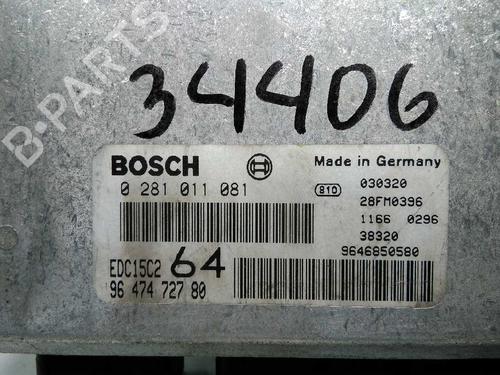 34406
B-PARTS
BOSCH
Made in Germany
0 281 011 081
810
030320
28FM0396
1166 0296
38320
9646850580
EDC15C2 64
96 474 727 80